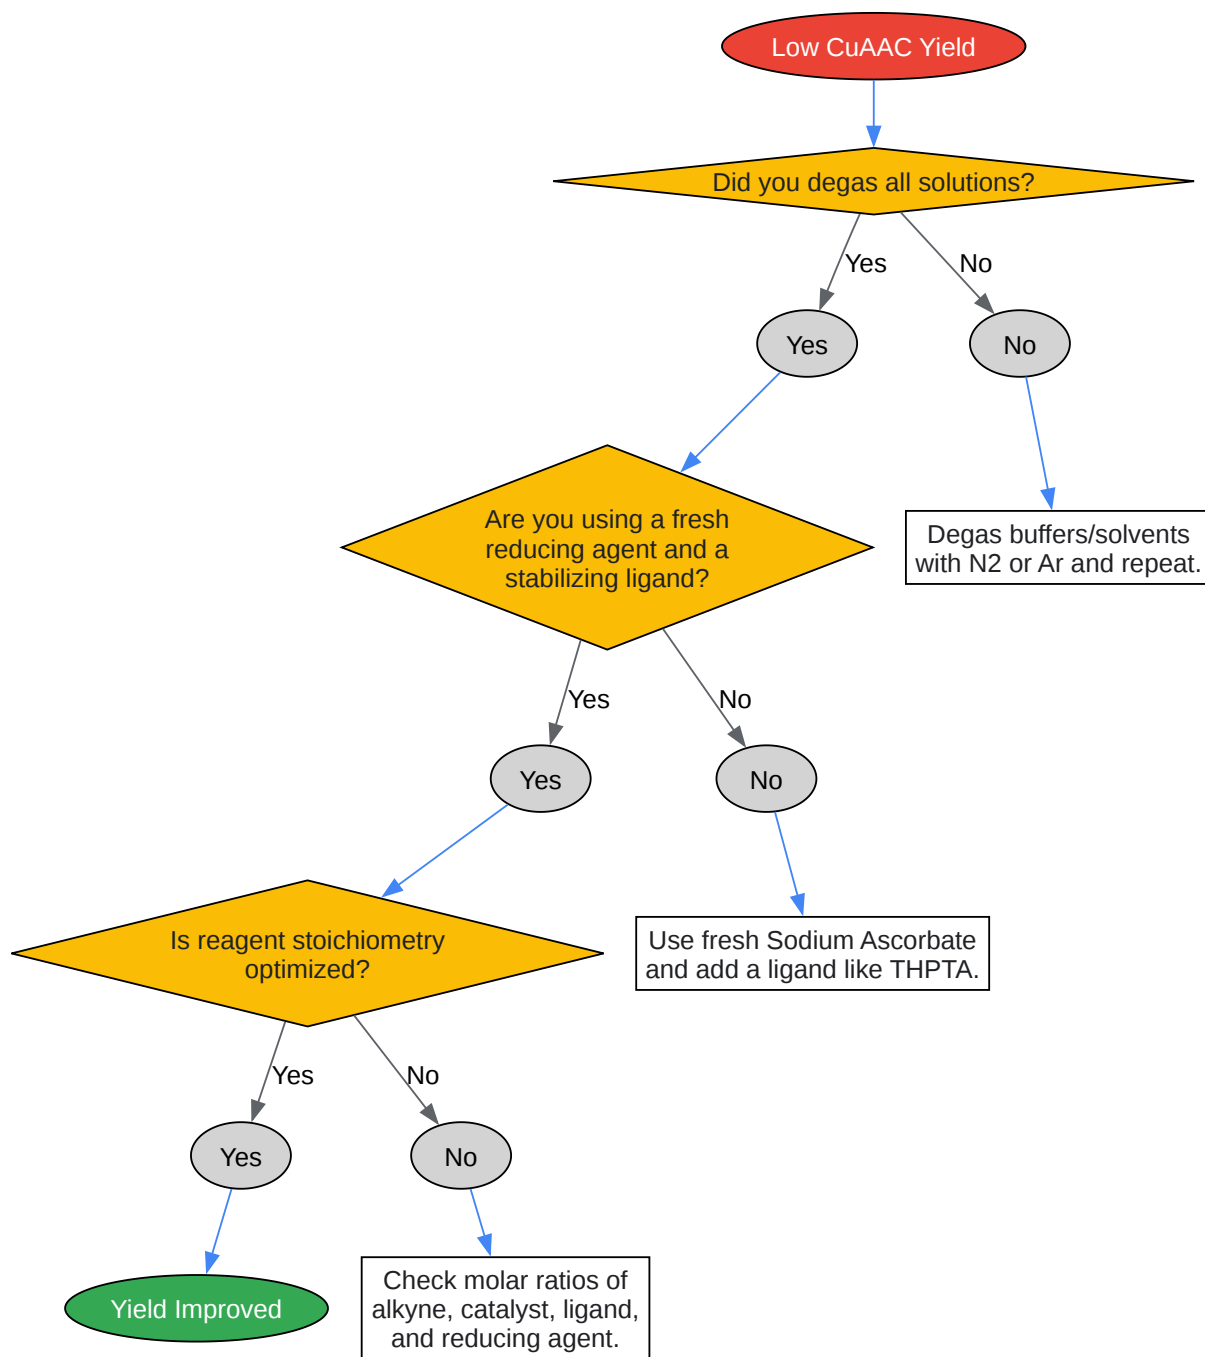 Low CuAAC Yield
Did you degas all solutions?
Yes
No
Yes
No
Are you using a fresh
reducing agent and a
stabilizing ligand?
Degas buffers/solvents
with N2 or Ar and repeat.
Yes
No
Yes
No
Is reagent stoichiometry
optimized?
Use fresh Sodium Ascorbate
and add a ligand like THPTA.
Yes
No
Yes
No
Yield Improved
Check molar ratios of
alkyne, catalyst, ligand,
and reducing agent.